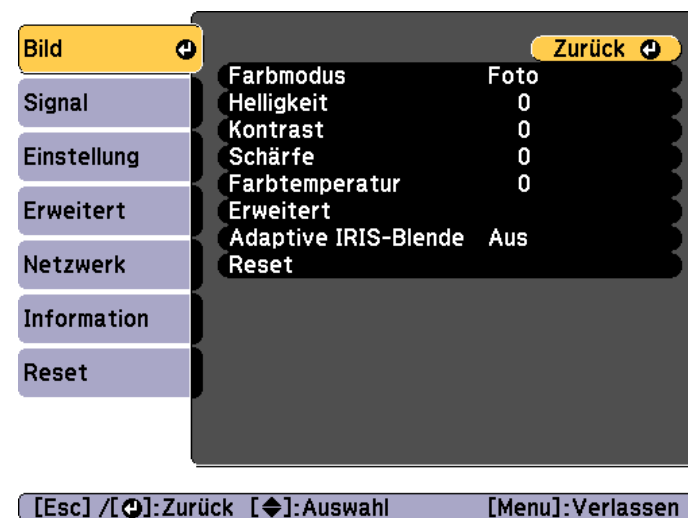 Bild
Signal
Einstellung
Erweitert
Netzwerk
Information
Reset
Zurück
Farbmodus Foto
Helligkeit 0
Kontrast 0
Schärfe 0
Farbtemperatur 0
Erweitert
Adaptive IRIS-Blende Aus
Reset
[Esc] /[⏎]:Zurück [◆]:Auswahl [Menu]:Verlassen